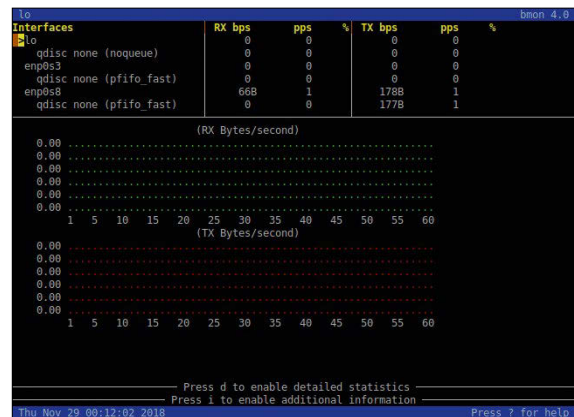 lo bmon 4.0
Interfaces RX bps pps % TX bps pps %
>lo 0 0 0 0
qdisc none (noqueue) 0 0 0 0
enp0s3 0 0 0 0
qdisc none (pfifo_fast) 0 0 0 0
enp0s8 66B 1 178B 1
qdisc none (pfifo_fast) 0 0 177B 1
(RX Bytes/second)
0.00 ............................................................
0.00 ............................................................
0.00 ............................................................
0.00 ............................................................
0.00 ............................................................
0.00 ............................................................
1 5 10 15 20 25 30 35 40 45 50 55 60
(TX Bytes/second)
0.00 ............................................................
0.00 ............................................................
0.00 ............................................................
0.00 ............................................................
0.00 ............................................................
0.00 ............................................................
1 5 10 15 20 25 30 35 40 45 50 55 60
Press d to enable detailed statistics
Press i to enable additional information
Thu Nov 29 00:12:02 2018 Press ? for help